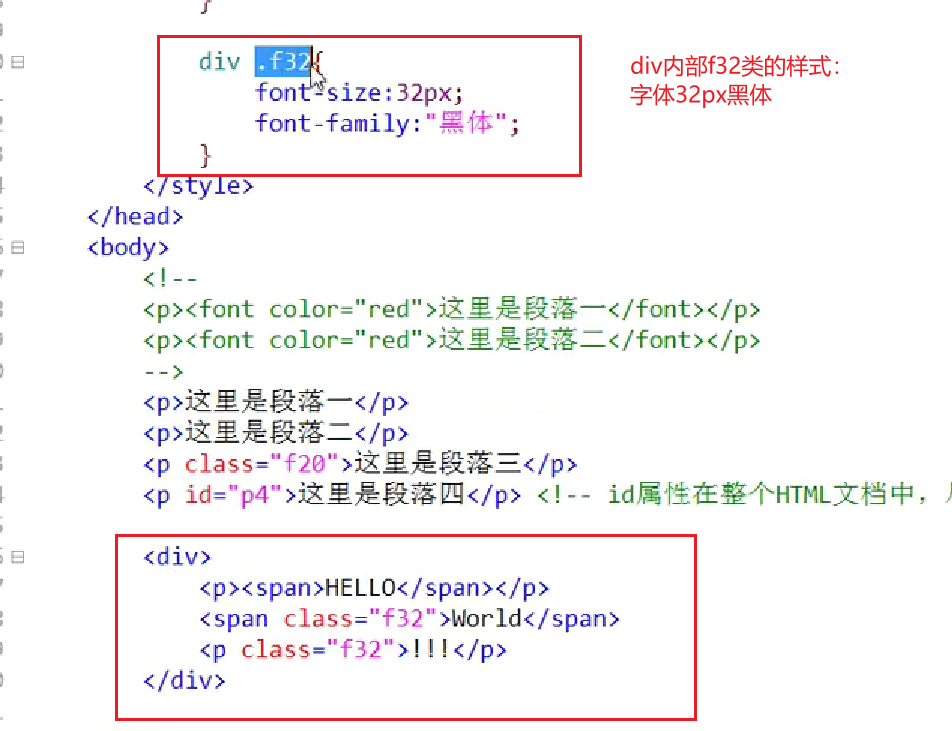 }
div .f32{
font-size:32px;
font-family:"黑体";
}
div内部f32类的样式:
字体32px黑体
</style>
</head>
<body>
<!--
<p><font color="red">这里是段落一</font></p>
<p><font color="red">这里是段落二</font></p>
-->
<p>这里是段落一</p>
<p>这里是段落二</p>
<p class="f20">这里是段落三</p>
<p id="p4">这里是段落四</p> <!-- id属性在整个HTML文档中，
<div>
<p><span>HELLO</span></p>
<span class="f32">World</span>
<p class="f32">!!!</p>
</div>